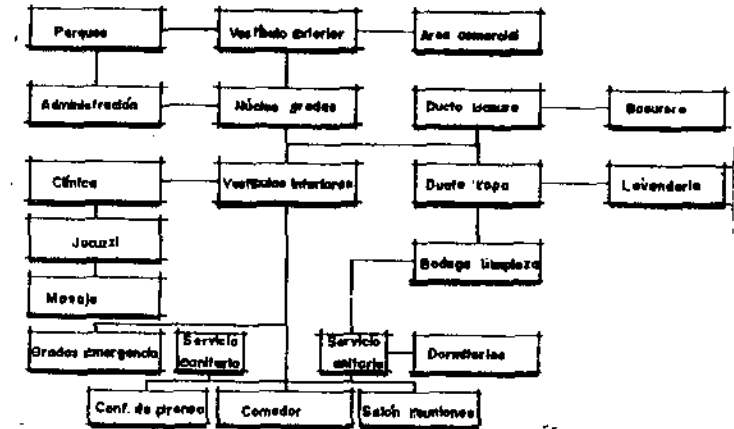 Parqueo
Vestíbulo exterior
Area comercial
Administración
Núcleo gradas
Ducto basura
Basurero
Clínica
Vestíbulos interiores
Ducto ropa
Lavandería
Jacuzzi
Bodega limpieza
Masaje
Gradas emergencia
Servicio
sanitario
Servicio
sanitario
Dormitorios
Conf. de prensa
Comedor
Salón reuniones